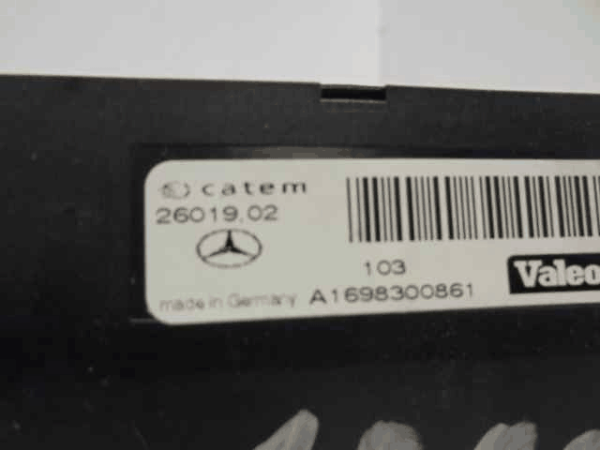 catem
26019.02
103
Valeo
made in Germany A1698300861